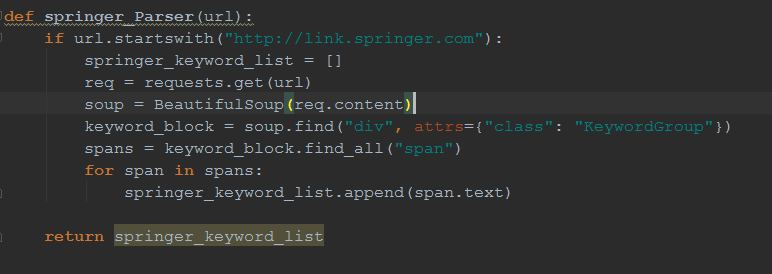 def springer_Parser(url):
    if url.startswith("http://link.springer.com"):
        springer_keyword_list = []
        req = requests.get(url)
        soup = BeautifulSoup(req.content)
        keyword_block = soup.find("div", attrs={"class": "KeywordGroup"})
        spans = keyword_block.find_all("span")
        for span in spans:
            springer_keyword_list.append(span.text)
    return springer_keyword_list